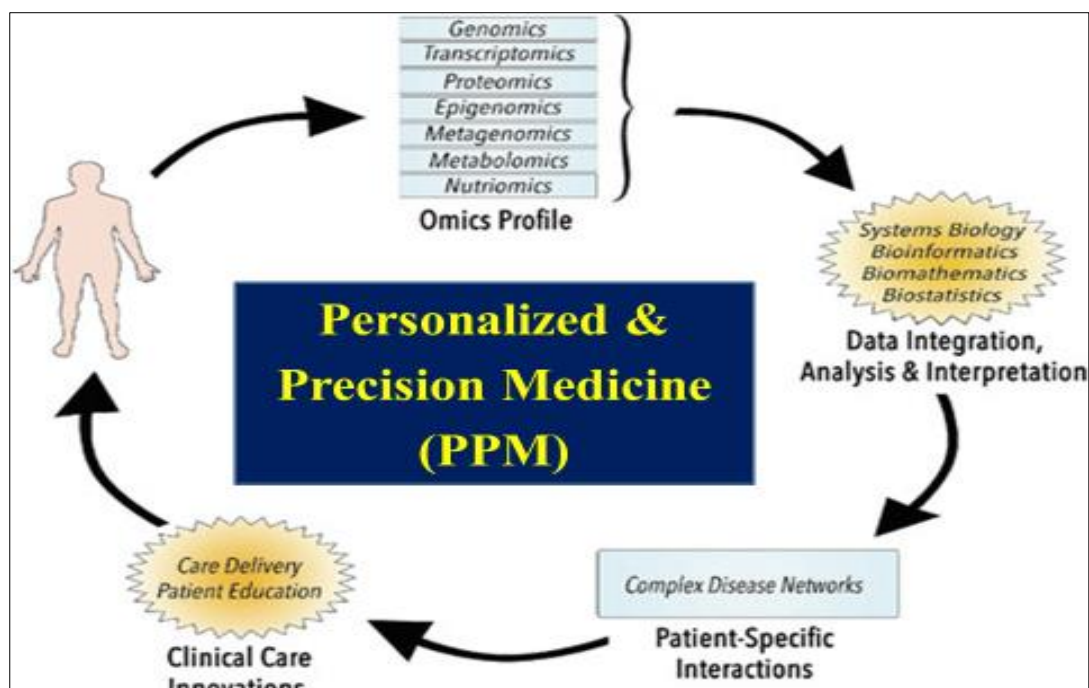 Genomics
Transcriptomics
Proteomics
Epigenomics
Metagenomics
Metabolomics
Nutriomics
Omics Profile
Systems Biology
Bioinformatics
Biomathematics
Biostatistics
Data Integration,
Analysis & Interpretation
Personalized &
Precision Medicine
(PPM)
Complex Disease Networks
Patient-Specific
Interactions
Care Delivery
Patient Education
Clinical Care
Innovations